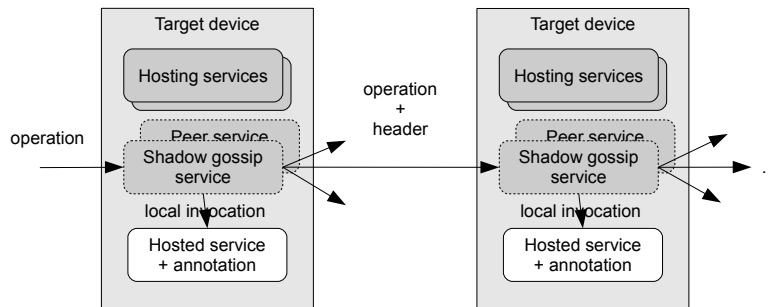 Target device
Hosting services
Peer service
Shadow gossip
service
local invocation
Hosted service
+ annotation
operation
operation
+
header
Target device
Hosting services
Peer service
Shadow gossip
service
local invocation
Hosted service
+ annotation
.